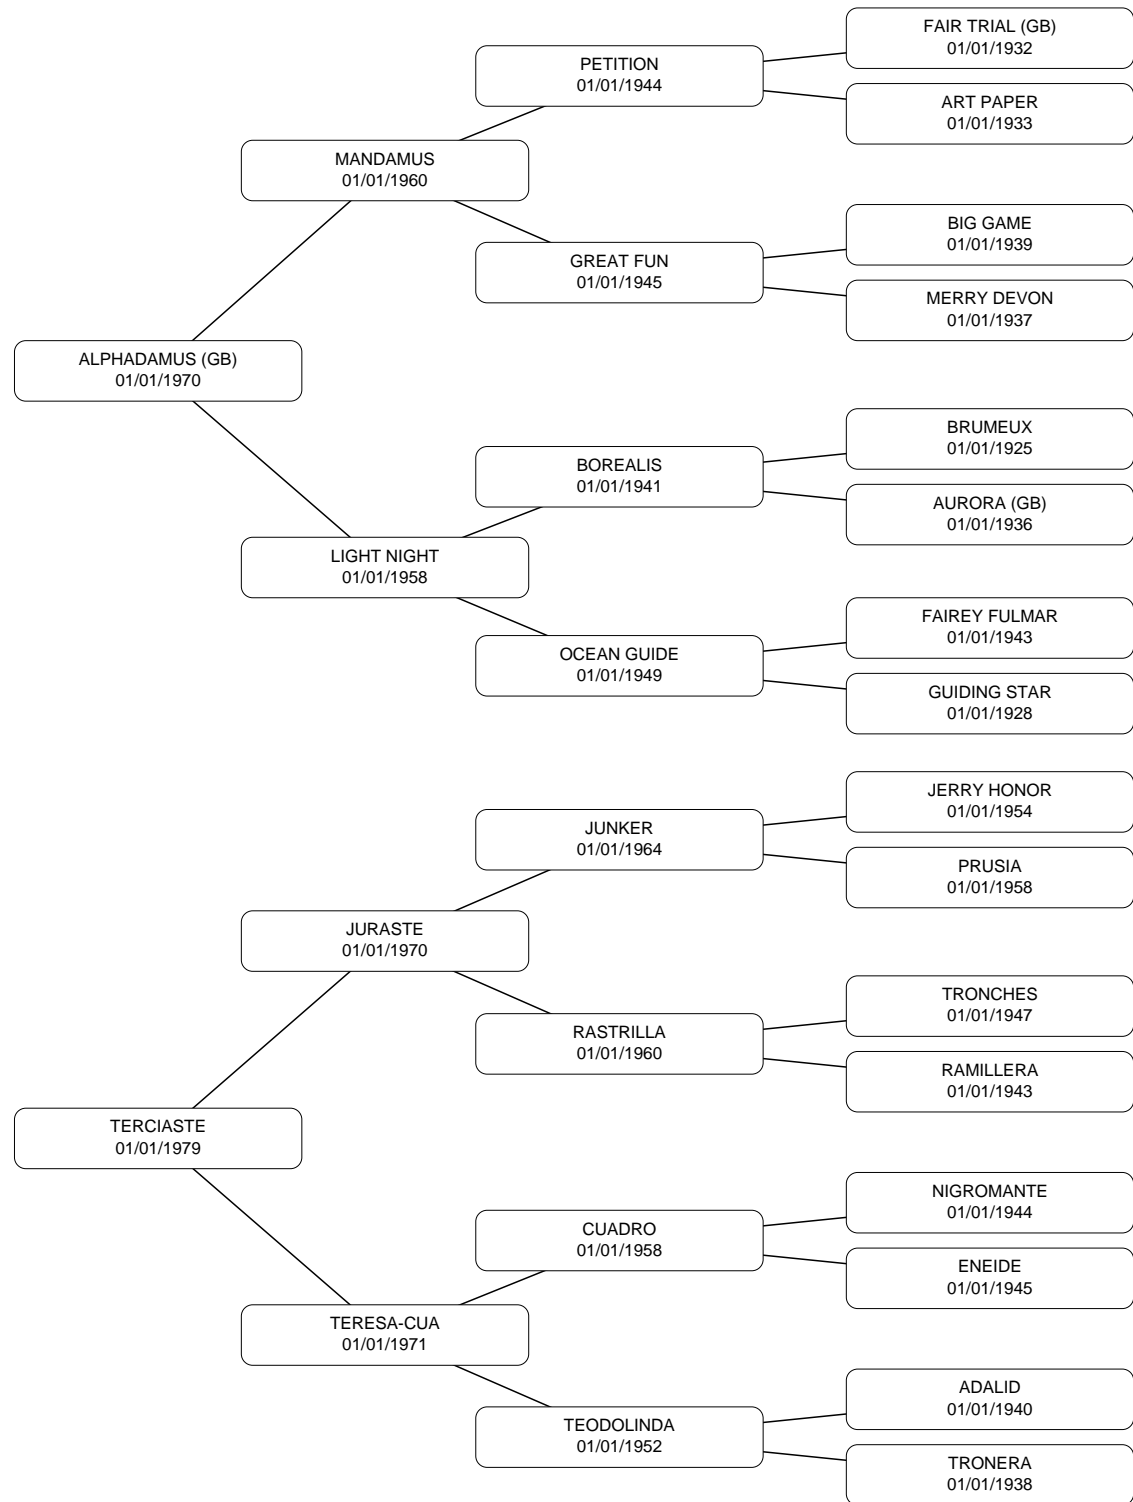 FAIR TRIAL (GB)
01/01/1932
PETITION
01/01/1944
ART PAPER
01/01/1933
MANDAMUS
01/01/1960
BIG GAME
01/01/1939
GREAT FUN
01/01/1945
MERRY DEVON
01/01/1937
ALPHADAMUS (GB)
01/01/1970
BRUMEUX
01/01/1925
BOREALIS
01/01/1941
AURORA (GB)
01/01/1936
LIGHT NIGHT
01/01/1958
FAIREY FULMAR
01/01/1943
OCEAN GUIDE
01/01/1949
GUIDING STAR
01/01/1928
JERRY HONOR
01/01/1954
JUNKER
01/01/1964
PRUSIA
01/01/1958
JURASTE
01/01/1970
TRONCHES
01/01/1947
RASTRILLA
01/01/1960
RAMILLERA
01/01/1943
TERCIASTE
01/01/1979
NIGROMANTE
01/01/1944
CUADRO
01/01/1958
ENEIDE
01/01/1945
TERESA-CUA
01/01/1971
ADALID
01/01/1940
TEODOLINDA
01/01/1952
TRONERA
01/01/1938